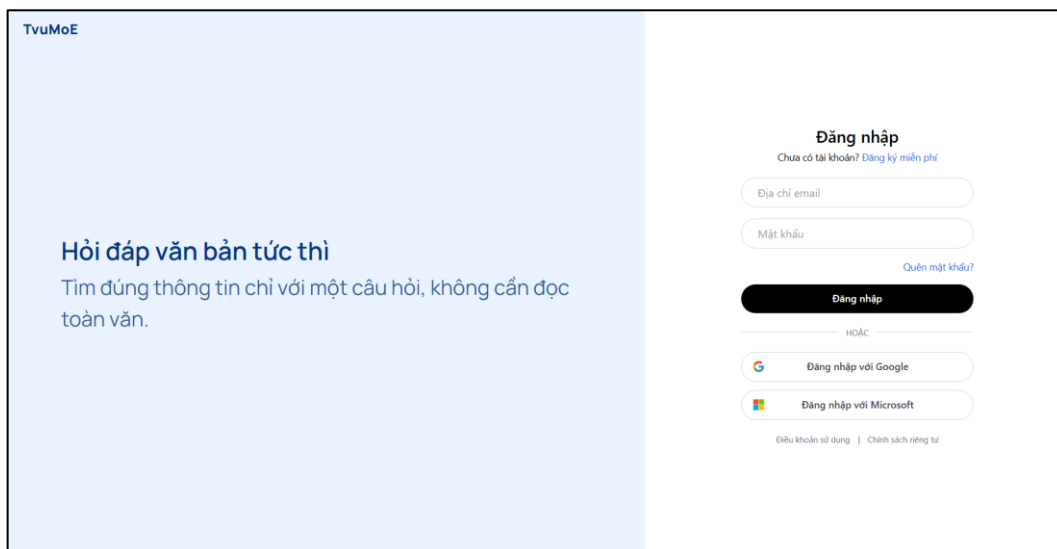 TvuMoE
Hỏi đáp văn bản tức thì
Tìm đúng thông tin chỉ với một câu hỏi, không cần đọc
toàn văn.
Đăng nhập
Chưa có tài khoản? Đăng ký miễn phí
Địa chỉ email
Mật khẩu
Quên mật khẩu?
Đăng nhập
HOẶC
Đăng nhập với Google
Đăng nhập với Microsoft
Điều khoản sử dụng | Chính sách riêng tư